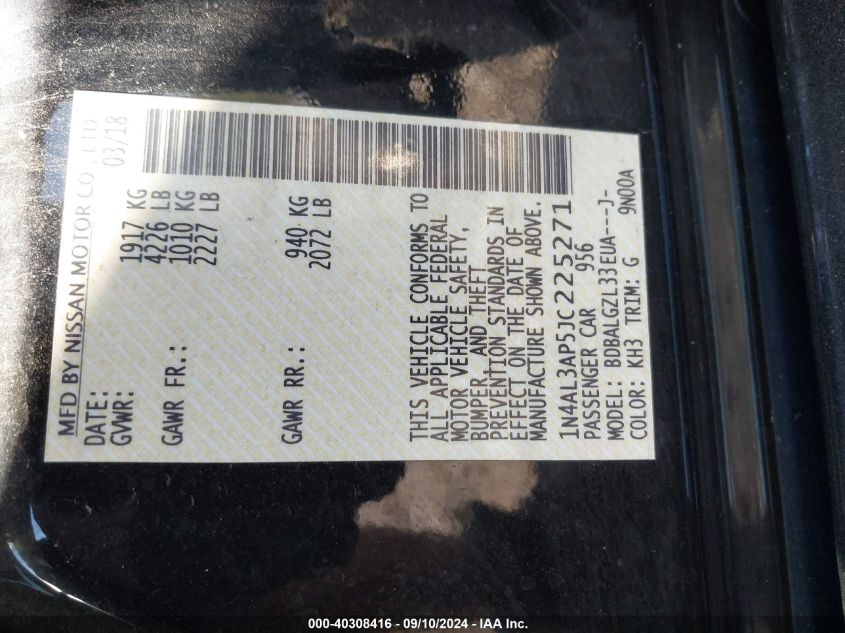 MFD BY NISSAN MOTOR CO., LTD.
DATE: 03/18
GVWR: 1917 KG
4226 LB
GAWR FR.: 1010 KG
2227 LB
GAWR RR.: 940 KG
2072 LB
THIS VEHICLE CONFORMS TO
ALL APPLICABLE FEDERAL
MOTOR VEHICLE SAFETY,
BUMPER, AND THEFT
PREVENTION STANDARDS IN
EFFECT ON THE DATE OF
MANUFACTURE SHOWN ABOVE.
1N4AL3AP5JC225271
PASSENGER CAR 956
MODEL: BDBALGZL33EUA---J-
COLOR: KH3 TRIM: G 9N00A
000-40308416 - 09/10/2024 - IAA Inc.